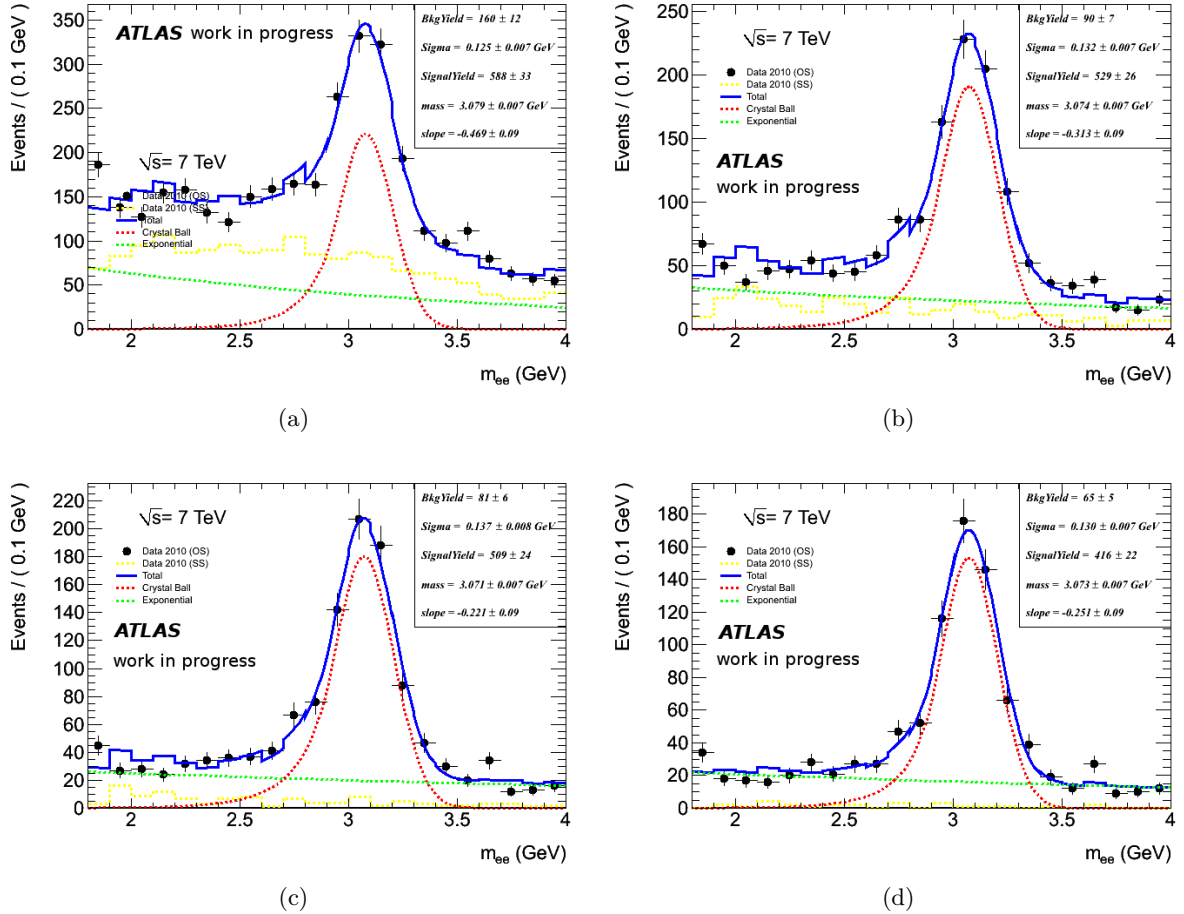 Events / ( 0.1 GeV )
350
300
250
200
150
100
50
0
ATLAS work in progress
√s= 7 TeV
Data 2010 (OS)
Data 2010 (SS)
Total
Crystal Ball
Exponential
BkgYield = 160 ± 12
Sigma = 0.125 ± 0.007 GeV
SignalYield = 588 ± 33
mass = 3.079 ± 0.007 GeV
slope = -0.469 ± 0.09
2 2.5 3 3.5 4
m_ee (GeV)
(a)
Events / ( 0.1 GeV )
250
200
150
100
50
0
√s = 7 TeV
Data 2010 (OS)
Data 2010 (SS)
Total
Crystal Ball
Exponential
ATLAS
work in progress
BkgYield = 90 ± 7
Sigma = 0.132 ± 0.007 GeV
SignalYield = 529 ± 26
mass = 3.074 ± 0.007 GeV
slope = -0.313 ± 0.09
2 2.5 3 3.5 4
m_ee (GeV)
(b)
Events / ( 0.1 GeV )
220
200
180
160
140
120
100
80
60
40
20
0
√s = 7 TeV
Data 2010 (OS)
Data 2010 (SS)
Total
Crystal Ball
Exponential
ATLAS
work in progress
BkgYield = 81 ± 6
Sigma = 0.137 ± 0.008 GeV
SignalYield = 509 ± 24
mass = 3.071 ± 0.007 GeV
slope = -0.221 ± 0.09
2 2.5 3 3.5 4
m_ee (GeV)
(c)
Events / ( 0.1 GeV )
180
160
140
120
100
80
60
40
20
0
√s = 7 TeV
Data 2010 (OS)
Data 2010 (SS)
Total
Crystal Ball
Exponential
ATLAS
work in progress
BkgYield = 65 ± 5
Sigma = 0.130 ± 0.007 GeV
SignalYield = 416 ± 22
mass = 3.073 ± 0.007 GeV
slope = -0.251 ± 0.09
2 2.5 3 3.5 4
m_ee (GeV)
(d)